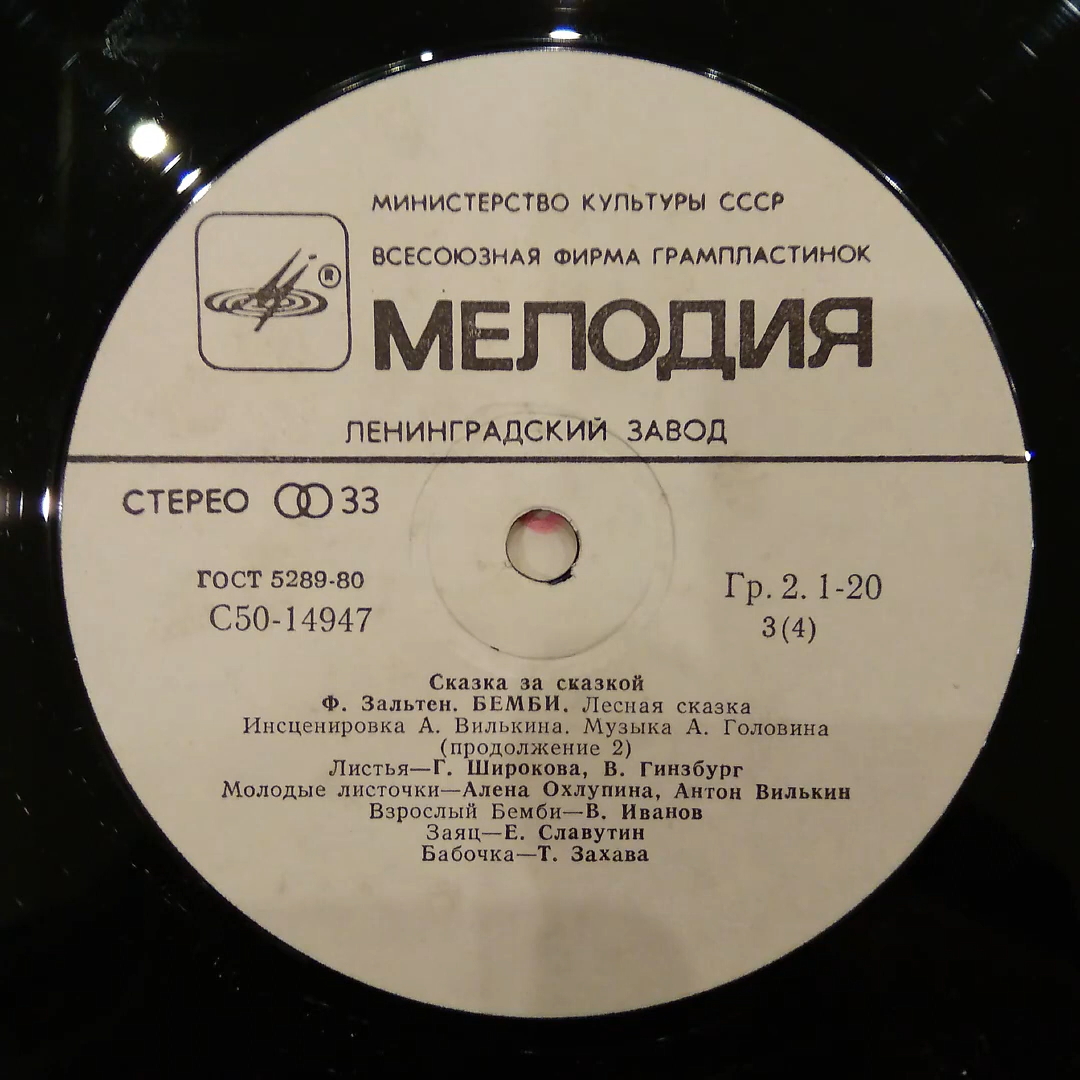 МИНИСТЕРСТВО КУЛЬТУРЫ СССР
ВСЕСОЮЗНАЯ ФИРМА ГРАМПЛАСТИНОК
®
МЕЛОДИЯ
ЛЕНИНГРАДСКИЙ ЗАВОД
СТЕРЕО 33
ГОСТ 5289-80
С50-14947
Гр. 2. 1-20
3(4)
Сказка за сказкой
Ф. Зальтен. БЕМБИ. Лесная сказка
Инсценировка А. Вилькина. Музыка А. Головина
(продолжение 2)
Листья—Г. Широкова, В. Гинзбург
Молодые листочки—Алена Охлупина, Антон Вилькин
Взрослый Бемби—В. Иванов
Заяц—Е. Славутин
Бабочка—Т. Захава